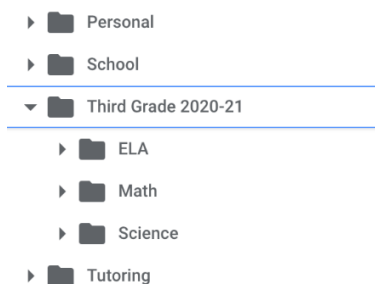 Personal
School
Third Grade 2020-21
ELA
Math
Science
Tutoring